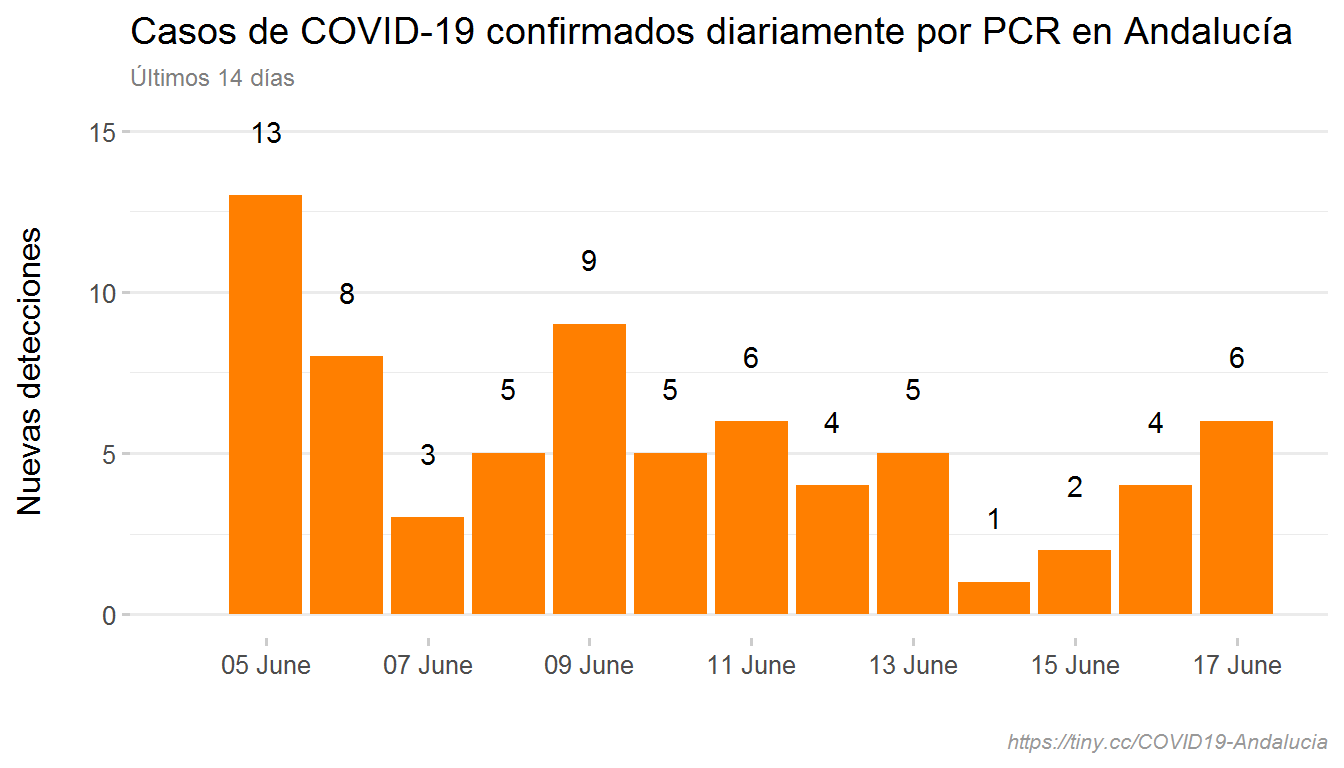 Casos de COVID-19 confirmados diariamente por PCR en Andalucía
Últimos 14 días
Nuevas detecciones
15
10
5
0
13
8
3
5
9
5
6
4
5
1
2
4
6
05 June
07 June
09 June
11 June
13 June
15 June
17 June
https://tiny.cc/COVID19-Andalucia